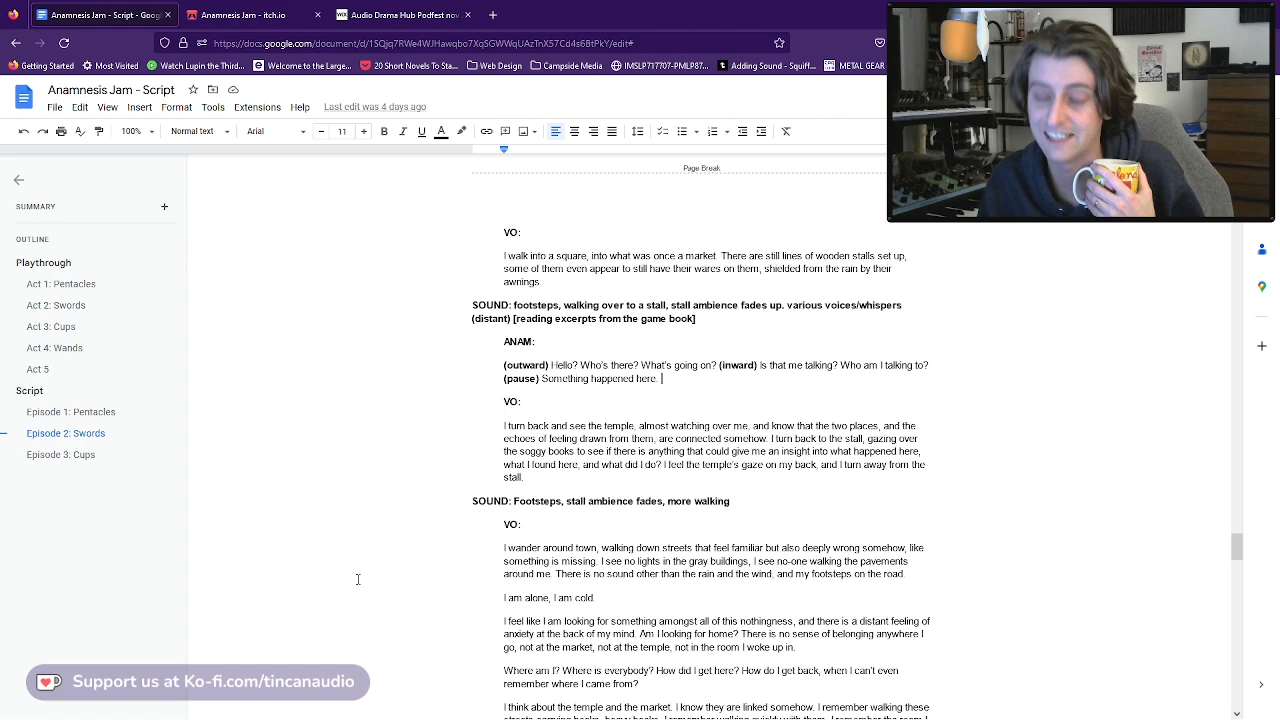 Anamnesis Jam - Script - Googl
Anamnesis Jam - itch.io
Audio Drama Hub Podfest nov
https://docs.google.com/document/d/1SQjq7RWe4WJHawqbo7XqSGWWqUAzTnX57Cd4s6BtPkY/edit#
Getting Started
Most Visited
Watch Lupin the Third...
Welcome to the Large...
20 Short Novels To S...
Web Design
Campside Media
IMSLP717707-PMLP87...
Adding Sound - Squiff...
METAL GEAR
Anamnesis Jam - Script
File Edit View Insert Format Tools Extensions Help Last edit was 4 days ago
100% Normal text Arial 11
Page Break
SUMMARY
OUTLINE
Playthrough
Act 1: Pentacles
Act 2: Swords
Act 3: Cups
Act 4: Wands
Act 5
Script
Episode 1: Pentacles
Episode 2: Swords
Episode 3: Cups
VO:
I walk into a square, into what was once a market. There are still lines of wooden stalls set up,
some of them even appear to still have their wares on them, shielded from the rain by their
awnings.
SOUND: footsteps, walking over to a stall, stall ambience fades up. various voices/whispers
(distant) [reading excerpts from the game book]
ANAM:
(outward) Hello? Who's there? What's going on? (inward) Is that me talking? Who am I talking to?
(pause) Something happened here.
VO:
I turn back and see the temple, almost watching over me, and know that the two places, and the
echoes of feeling drawn from them, are connected somehow. I turn back to the stall, gazing over
the soggy books to see if there is anything that could give me an insight into what happened here,
what I found here, and what did I do? I feel the temple's gaze on my back, and I turn away from the
stall.
SOUND: Footsteps, stall ambience fades, more walking
VO:
I wander around town, walking down streets that feel familiar but also deeply wrong somehow, like
something is missing. I see no lights in the gray buildings, I see no-one walking the pavements
around me. There is no sound other than the rain and the wind, and my footsteps on the road.
I am alone, I am cold.
I feel like I am looking for something amongst all of this nothingness, and there is a distant feeling of
anxiety at the back of my mind. Am I looking for home? There is no sense of belonging anywhere I
go, not at the market, not at the temple, not in the room I woke up in.
Where am I? Where is everybody? How did I get here? How do I get back, when I can't even
remember where I came from?
I think about the temple and the market. I know they are linked somehow. I remember walking these
Support us at Ko-fi.com/tincanaudio